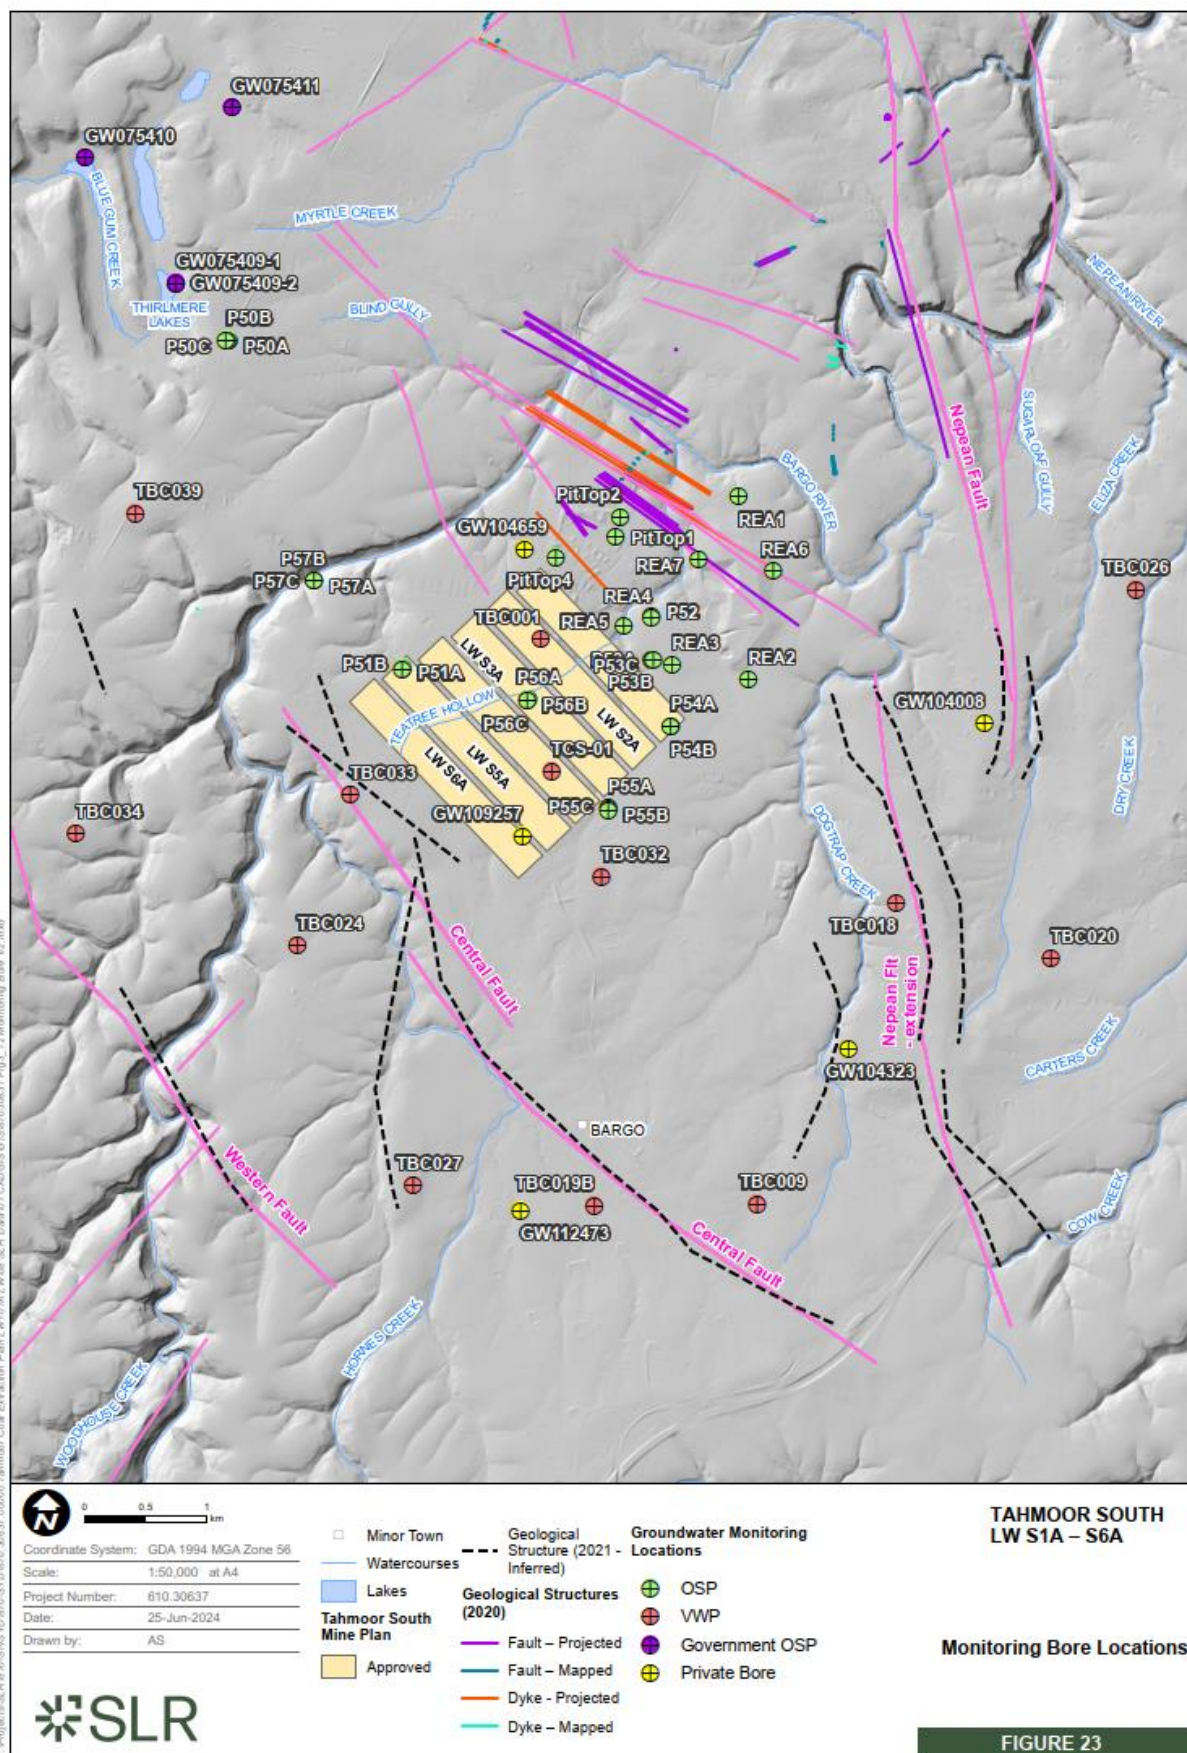 GW075411
GW075410
BLUE GUM CREEK
MYRTLE CREEK
GW075409-1
GW075409-2
THIRLMERE
LAKES
BLIND GULLY
P50B
P50C
P50A
NEPEAN RIVER
Nepean Fault
SUGARLOAF GULLY
ELIZA CREEK
BARGO RIVER
TBC039
PitTop2
REA1
GW104659
PitTop1
REA6
P57B
REA7
TBC026
P57C
P57A
PitTop4
REA4
TBC001
REA5
P52
P51B
P51A
LW S3A
P53C
REA3
P56A
P53B
REA2
TEATREE HOLLOW
P56B
P54A
GW104008
P56C
LW S2A
P54B
TCS-01
TBC033
LW S5A
LW S6A
P55A
DRY CREEK
TBC034
GW109257
P55C
P55B
DOGTRAP CREEK
TBC032
TBC018
TBC024
TBC020
Central Fault
Nepean Flt
- extension
GW104323
CARTERS CREEK
BARGO
Western Fault
TBC027
TBC019B
TBC009
GW112473
COW CREEK
Central Fault
HORNES CREEK
WOODHOUSE CREEK
N
0 0.5 1
km
Coordinate System: GDA 1994 MGA Zone 56
Scale: 1:50,000 at A4
Project Number: 610.30637
Date: 25-Jun-2024
Drawn by: AS
SLR
Minor Town
Watercourses
Lakes
Tahmoor South
Mine Plan
Approved
Geological
Structure (2021 -
Inferred)
Geological Structures
(2020)
Fault – Projected
Fault – Mapped
Dyke - Projected
Dyke – Mapped
Groundwater Monitoring
Locations
OSP
VWP
Government OSP
Private Bore
TAHMOOR SOUTH
LW S1A – S6A
Monitoring Bore Locations
FIGURE 23